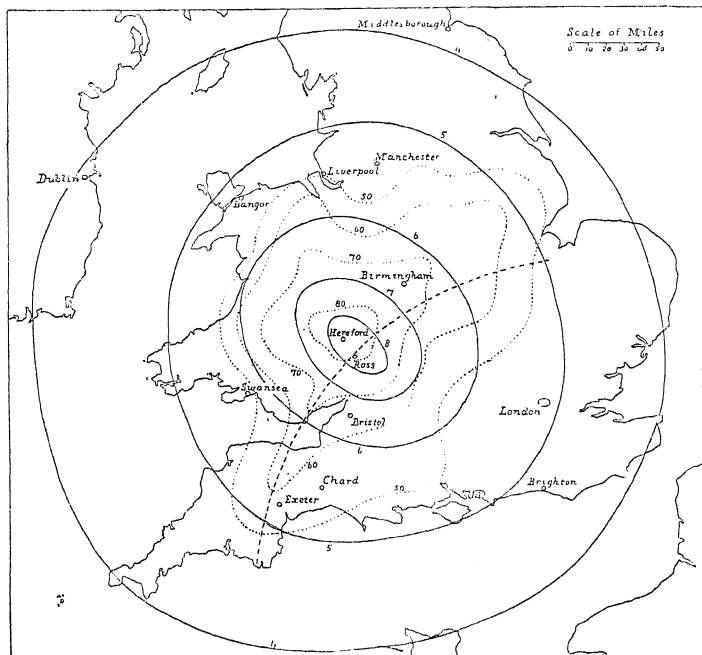 Middlesborough
4
Scale of Miles
0 10 20 30 40 50
5
Manchester
Liverpool
Dublin
50
Bangor
60
6
70
Birmingham
7
80
Hereford
8
Ross
70
Swansea
London
Bristol
6
60
Chard
50
Brighton
Exeter
5
4